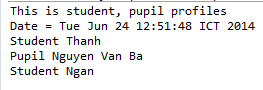 This is student, pupil profiles
Date = Tue Jun 24 12:51:48 ICT 2014
Student Thanh
Pupil Nguyen Van Ba
Student Ngan